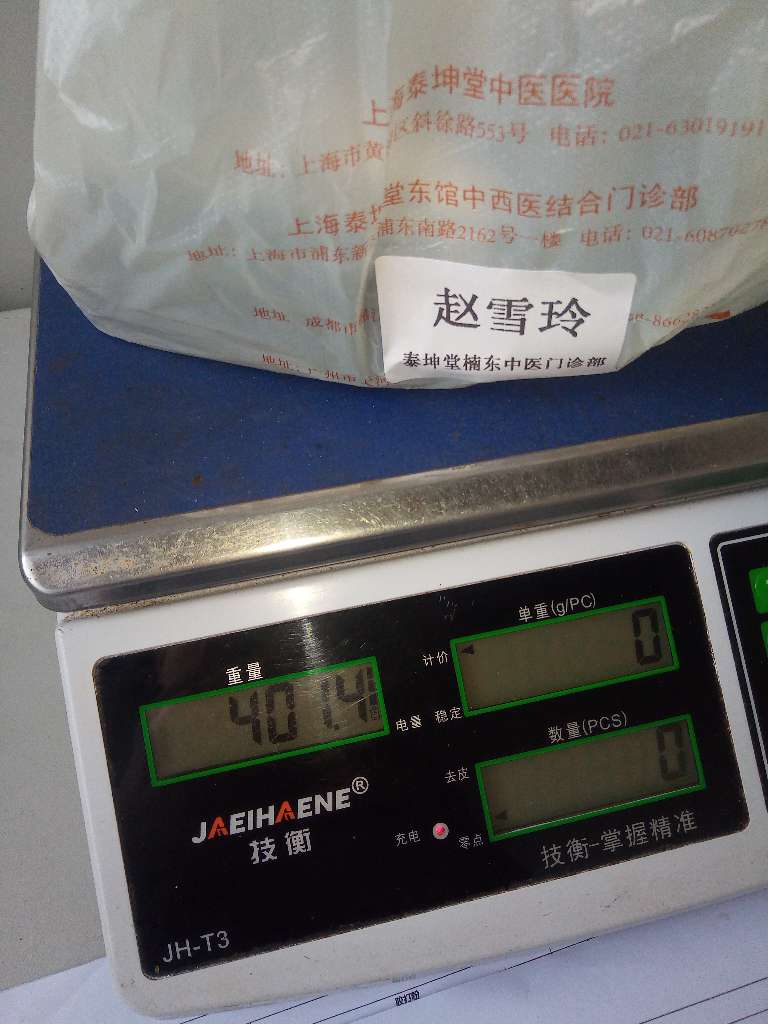 上海泰坤堂中医医院
地址：上海市黄 区斜徐路553号 电话：021-63019191
上海泰坤堂东馆中西医结合门诊部
地址：上海市浦东新 浦东南路2162号一楼 电话：021-6087027
地址 成都市
赵雪玲
泰坤堂楠东中医门诊部
地址：广州市天河
单重(g/PC)
0
重量
计价
401.4
电量 稳定
数量(PCS)
0
去皮
JAEIHAENE®
技衡
充电 零点
技衡-掌握精准
JH-T3